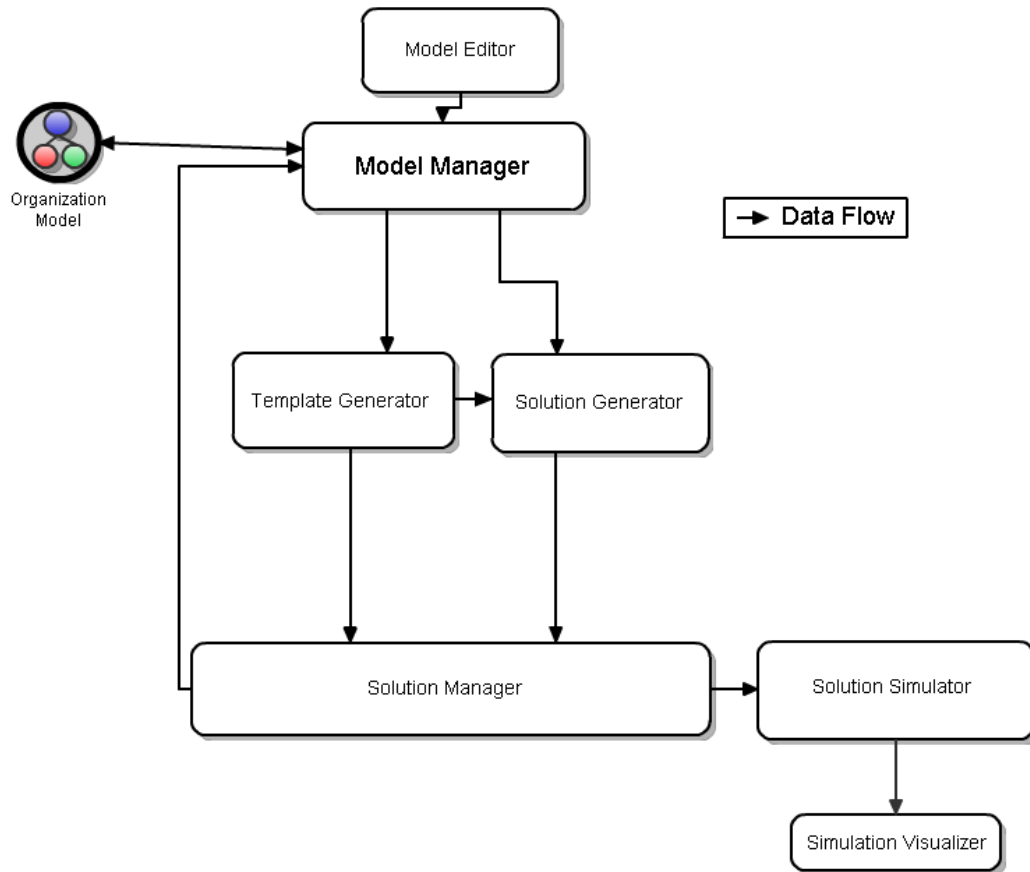 Model Editor
Model Manager
Organization
Model
Data Flow
Template Generator
Solution Generator
Solution Manager
Solution Simulator
Simulation Visualizer